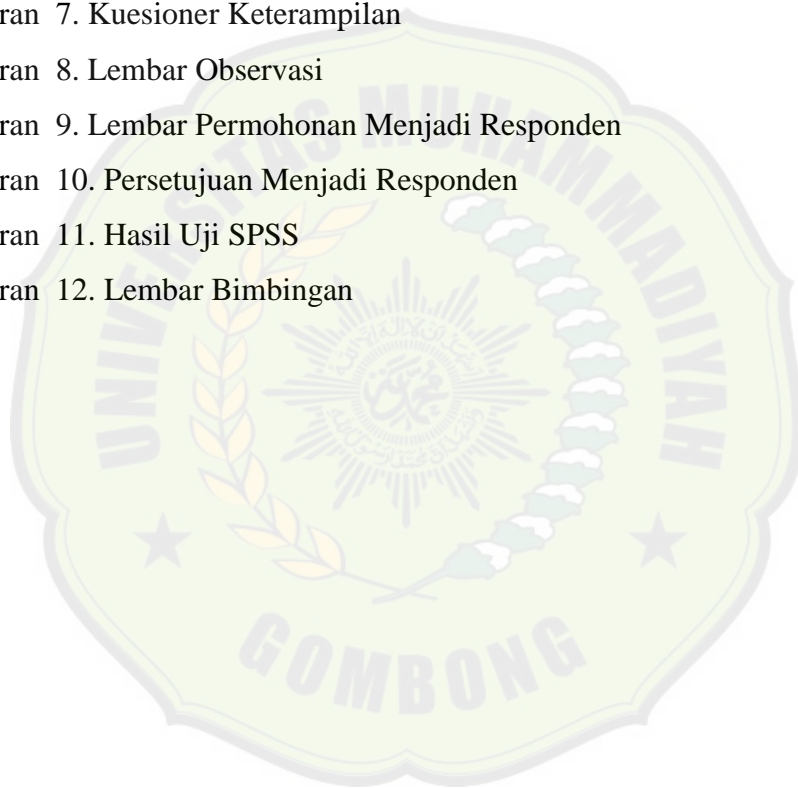 ran 7. Kuesioner Keterampilan
ran 8. Lembar Observasi
ran 9. Lembar Permohonan Menjadi Responden
ran 10. Persetujuan Menjadi Responden
ran 11. Hasil Uji SPSS
ran 12. Lembar Bimbingan
UNIVERSITAS MUHAMMADIYAH
GOMBONG